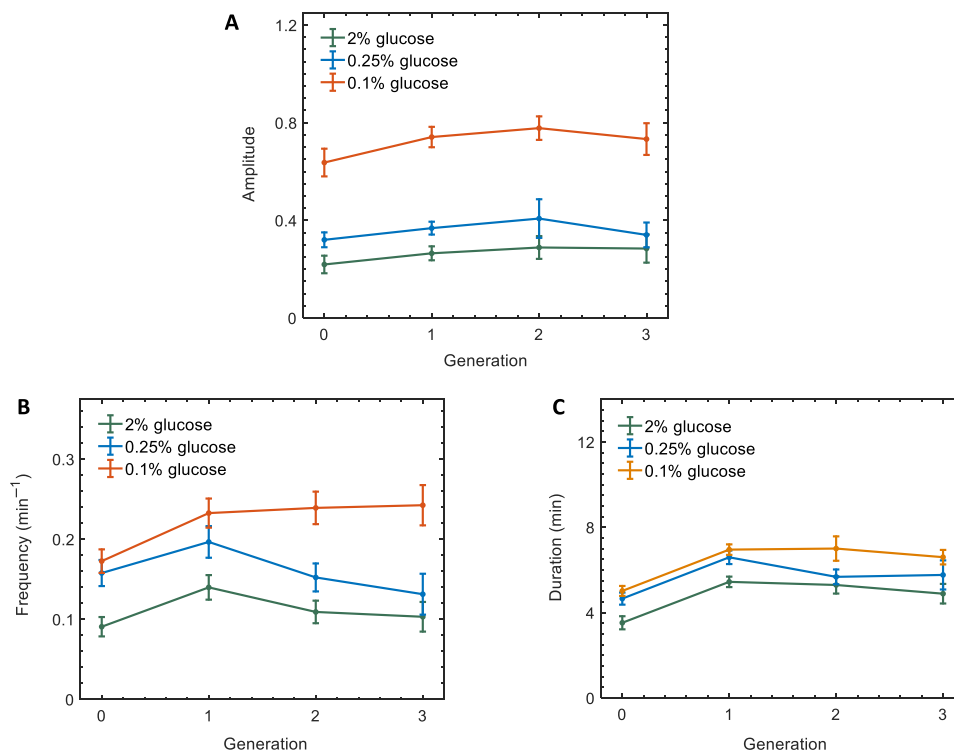 A
1.2
2% glucose
0.25% glucose
0.1% glucose
0.8
Amplitude
0.4
0
0 1 2 3
Generation
B
2% glucose
0.25% glucose
0.1% glucose
0.3
Frequency (min⁻¹)
0.2
0.1
0
0 1 2 3
Generation
C
2% glucose
12
0.25% glucose
0.1% glucose
Duration (min)
8
4
0
0 1 2 3
Generation